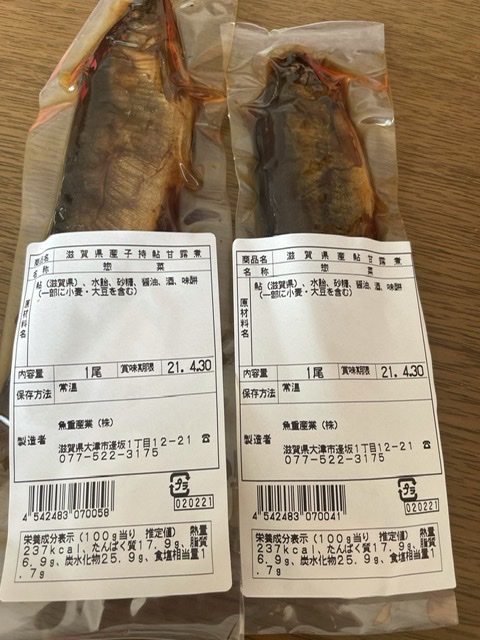 商品名 滋賀県産子持鮎甘露煮
名称 惣菜
原材料名 鮎(滋賀県)、水飴、砂糖、醤油、酒、味醂
(一部に小麦・大豆を含む)
内容量 1尾 賞味期限 21.4.30
保存方法 常温
製造者 魚重産業(株)
滋賀県大津市逢坂1丁目12-21 ☎
077-522-3175
プラ
4 542483 070058
020221
栄養成分表示(100g当り 推定値) 熱量
237kcal、たんぱく質17.9g、脂質
6.9g、炭水化物25.9g、食塩相当量1
.7g
商品名 滋賀県産鮎甘露煮
名称 惣菜
原材料名 鮎(滋賀県)、水飴、砂糖、醤油、酒、味醂
(一部に小麦・大豆を含む)
内容量 1尾 賞味期限 21.4.30
保存方法 常温
製造者 魚重産業(株)
滋賀県大津市逢坂1丁目12-21 ☎
077-522-3175
プラ
4 542483 070041
020221
栄養成分表示(100g当り 推定値) 熱量
237kcal、たんぱく質17.9g、脂質
6.9g、炭水化物25.9g、食塩相当量1
.7g